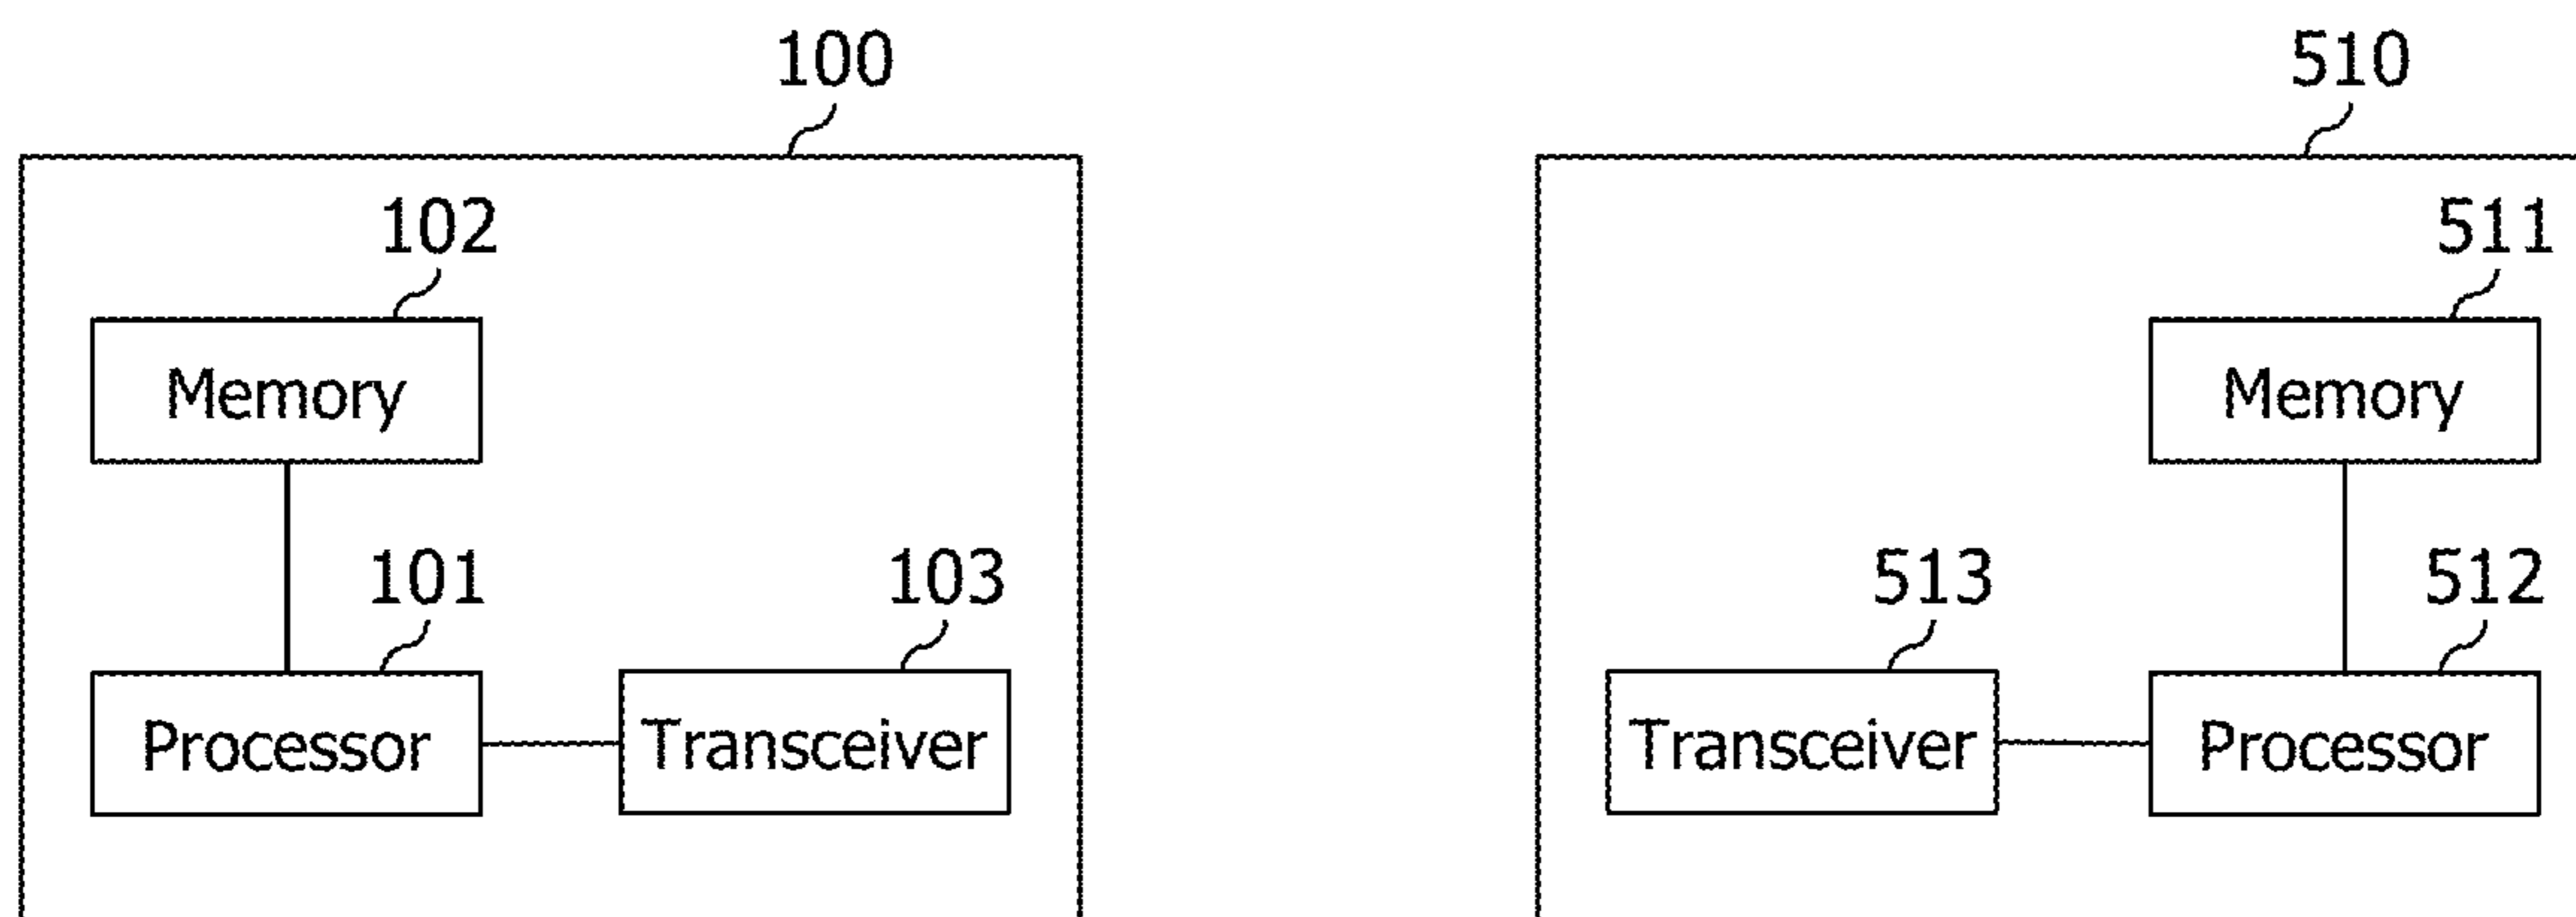 100
510
102
511
Memory
Memory
101
103
513
512
Processor
Transceiver
Transceiver
Processor